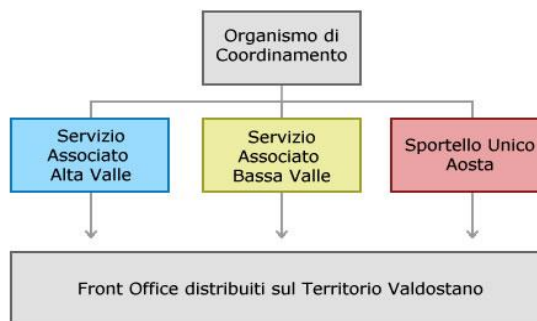 Organismo di
Coordinamento
Servizio
Associato
Alta Valle
Servizio
Associato
Bassa Valle
Sportello Unico
Aosta
Front Office distribuiti sul Territorio Valdostano